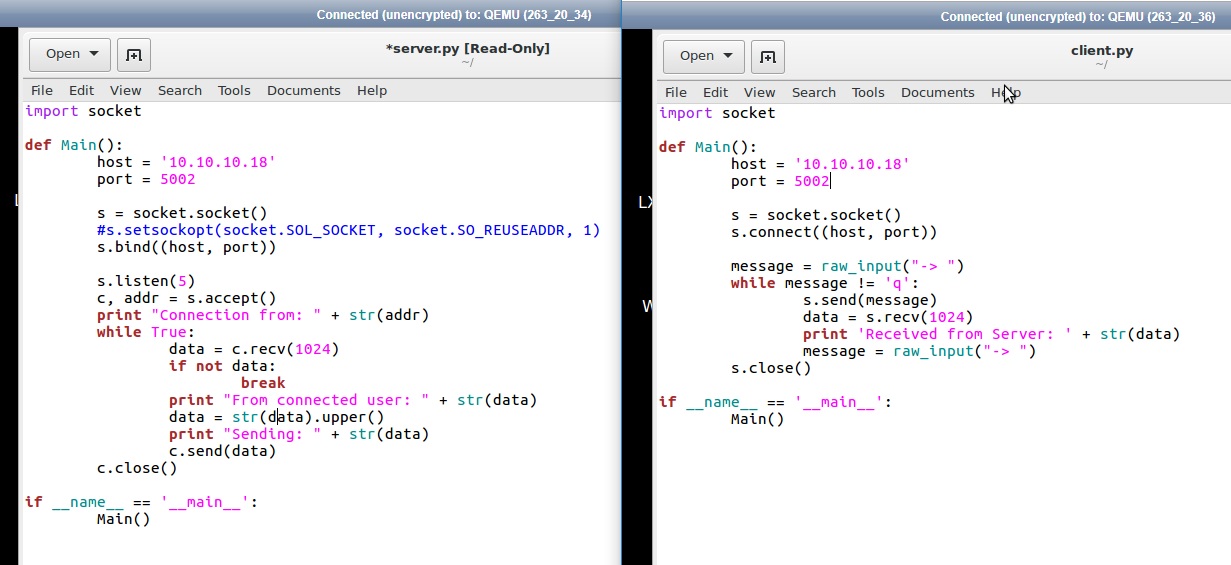 Connected (unencrypted) to: QEMU (263_20_34)
Open
*server.py [Read-Only]
~/
File Edit View Search Tools Documents Help
import socket
def Main():
        host = '10.10.10.18'
        port = 5002
        s = socket.socket()
        #s.setsockopt(socket.SOL_SOCKET, socket.SO_REUSEADDR, 1)
        s.bind((host, port))
        s.listen(5)
        c, addr = s.accept()
        print "Connection from: " + str(addr)
        while True:
                data = c.recv(1024)
                if not data:
                        break
                print "From connected user: " + str(data)
                data = str(data).upper()
                print "Sending: " + str(data)
                c.send(data)
        c.close()
if __name__ == '__main__':
        Main()
Connected (unencrypted) to: QEMU (263_20_36)
Open
client.py
~/
File Edit View Search Tools Documents Help
import socket
def Main():
        host = '10.10.10.18'
        port = 5002
        s = socket.socket()
        s.connect((host, port))
        message = raw_input("-> ")
        while message != 'q':
                s.send(message)
                data = s.recv(1024)
                print 'Received from Server: ' + str(data)
                message = raw_input("-> ")
        s.close()
if __name__ == '__main__':
        Main()